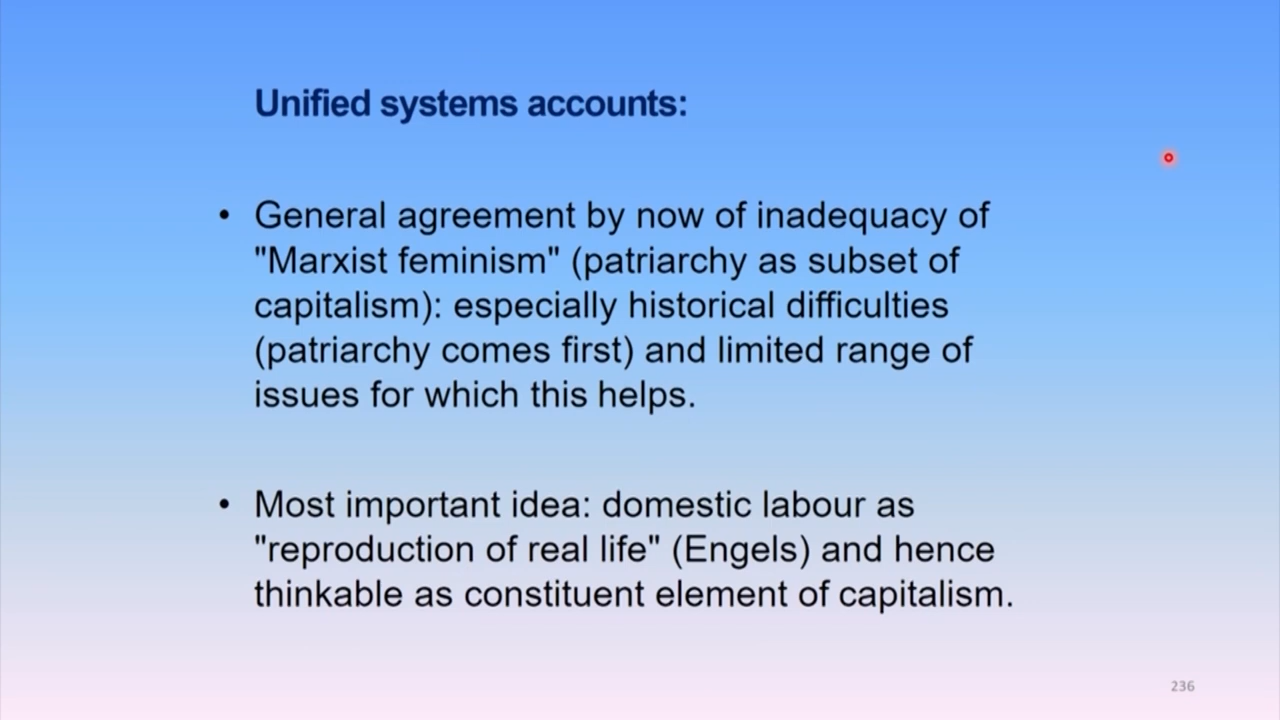 Unified systems accounts:
• General agreement by now of inadequacy of
"Marxist feminism" (patriarchy as subset of
capitalism): especially historical difficulties
(patriarchy comes first) and limited range of
issues for which this helps.
• Most important idea: domestic labour as
"reproduction of real life" (Engels) and hence
thinkable as constituent element of capitalism.
236